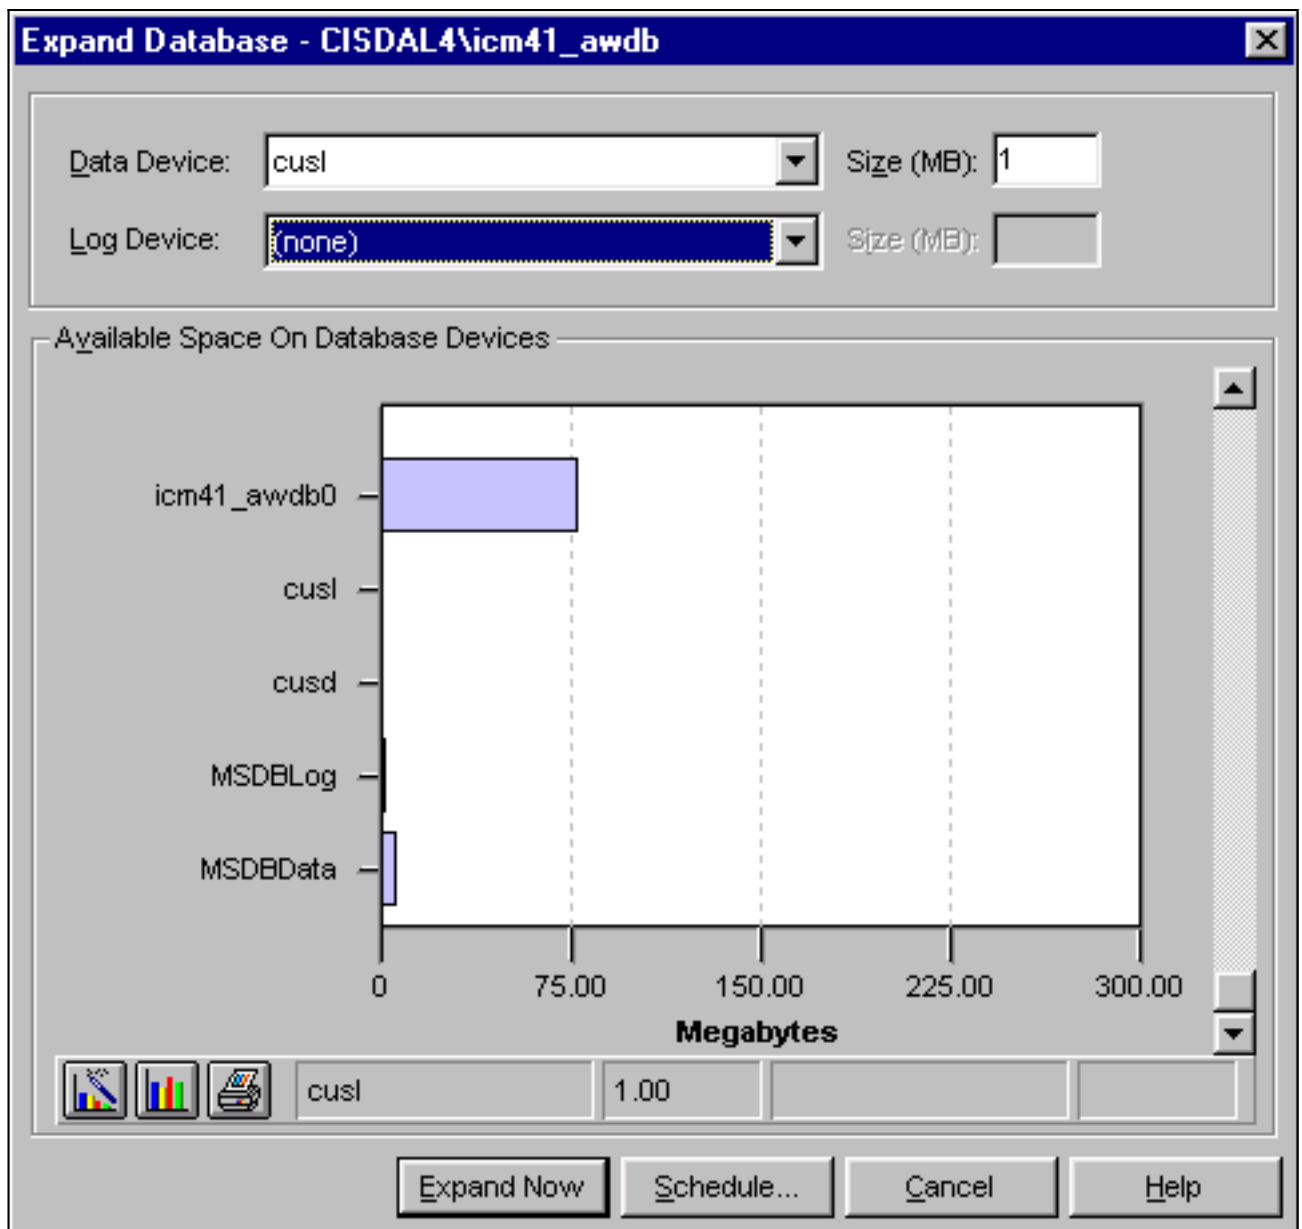 Expand Database - CISDAL4\icm41_awdb
Data Device: cusl Size (MB): 1
Log Device: (none) Size (MB):
Available Space On Database Devices
icm41_awdb0
cusl
cusd
MSDBLog
MSDBData
0 75.00 150.00 225.00 300.00
Megabytes
cusl 1.00
Expand Now Schedule... Cancel Help